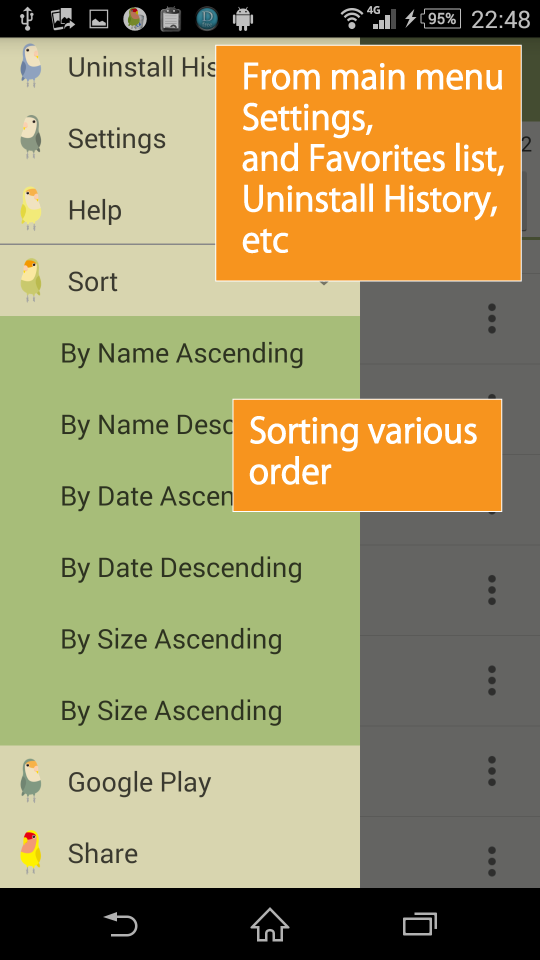 4G
95%
22:48
Uninstall His
From main menu
Settings,
and Favorites list,
Uninstall History,
etc
2
Settings
Help
Sort
By Name Ascending
By Name Desc
Sorting various
order
By Date Ascen
By Date Descending
By Size Ascending
By Size Ascending
Google Play
Share